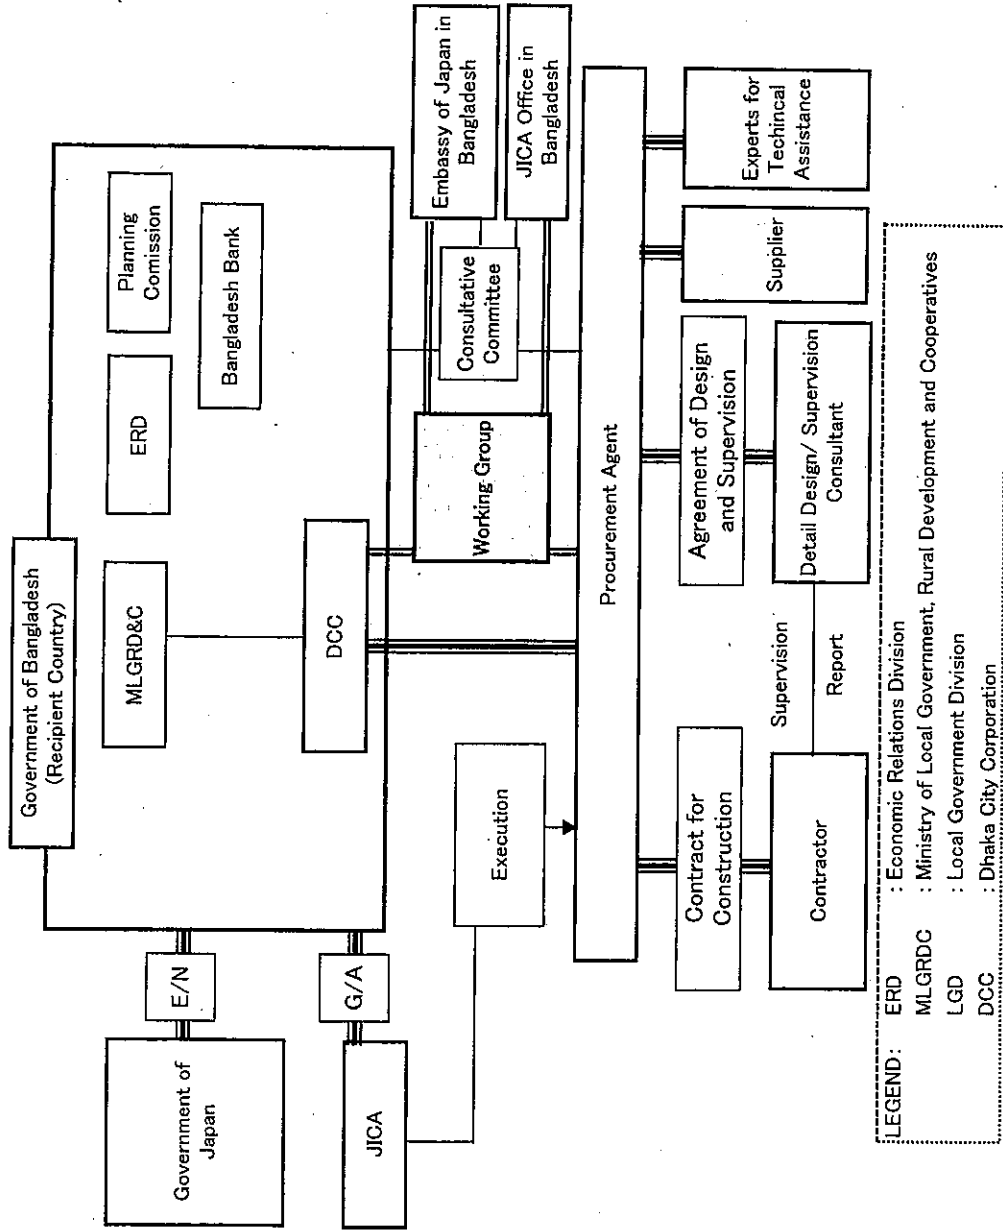 Government of Bangladesh
(Recipient Country)
Government of
Japan
E/N
MLGRD&C
ERD
Planning
Comission
Bangladesh Bank
JICA
G/A
DCC
Execution
Working Group
Consultative
Committee
Embassy of Japan in
Bangladesh
JICA Office in
Bangladesh
Procurement Agent
Contract for
Construction
Agreement of Design
and Supervision
Supplier
Experts for
Techincal
Assistance
Contractor
Supervision
Report
Detail Design/ Supervision
Consultant
LEGEND: ERD : Economic Relations Division
MLGRDC : Ministry of Local Government, Rural Development and Cooperatives
LGD : Local Government Division
DCC : Dhaka City Corporation